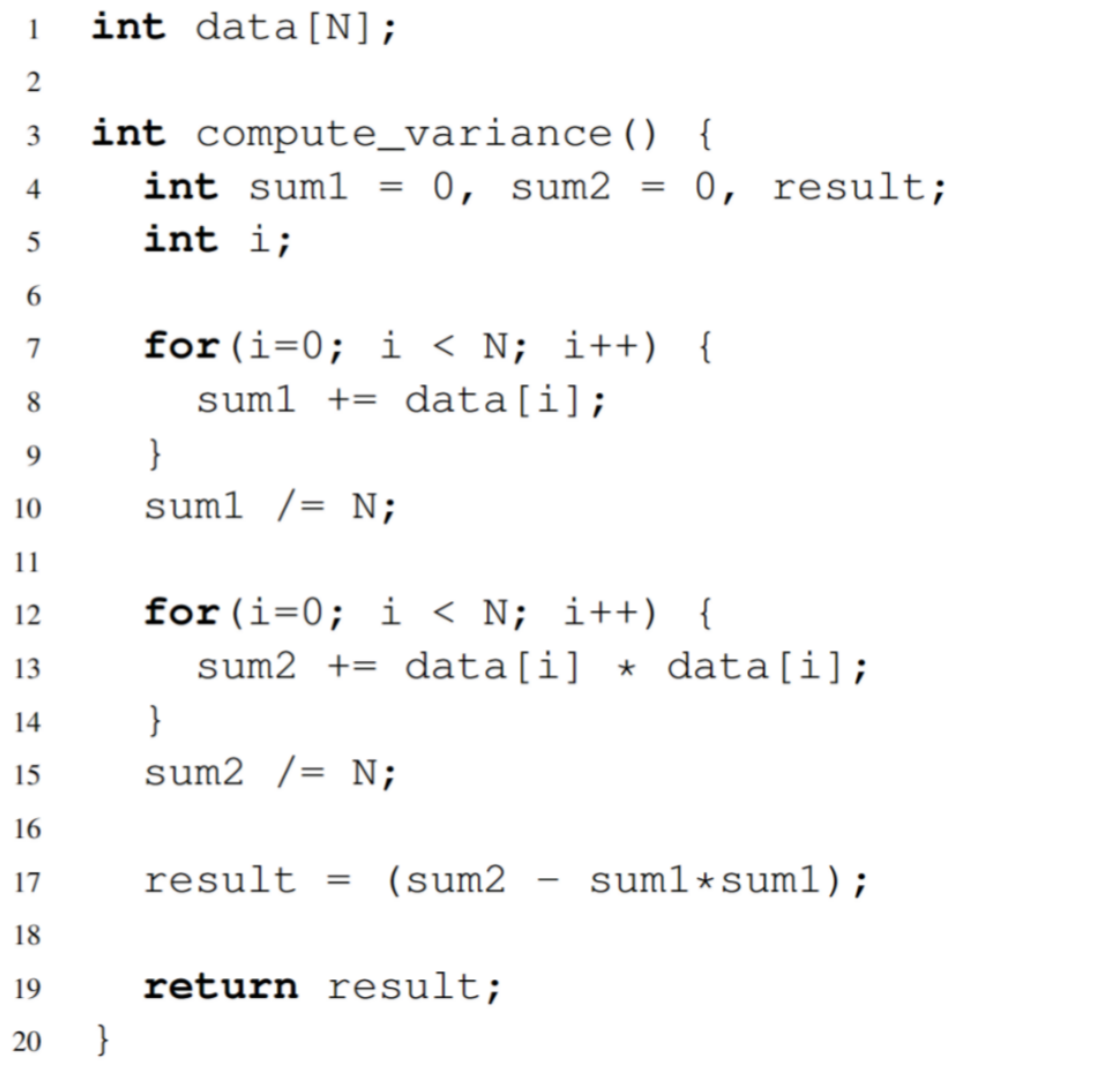 1 int data[N];
2
3 int compute_variance() {
4 int sum1 = 0, sum2 = 0, result;
5 int i;
6
7 for(i=0; i < N; i++) {
8 sum1 += data[i];
9 }
10 sum1 /= N;
11
12 for(i=0; i < N; i++) {
13 sum2 += data[i] * data[i];
14 }
15 sum2 /= N;
16
17 result = (sum2 - sum1*sum1);
18
19 return result;
20 }